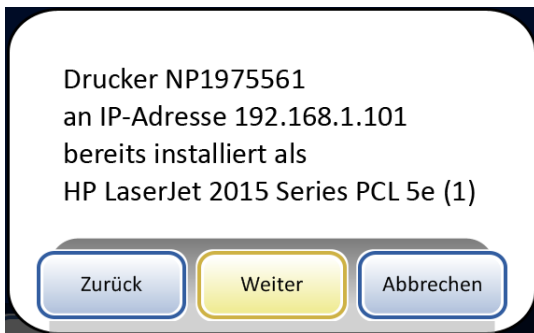 Drucker NP1975561
an IP-Adresse 192.168.1.101
bereits installiert als
HP LaserJet 2015 Series PCL 5e (1)
Zurück Weiter Abbrechen